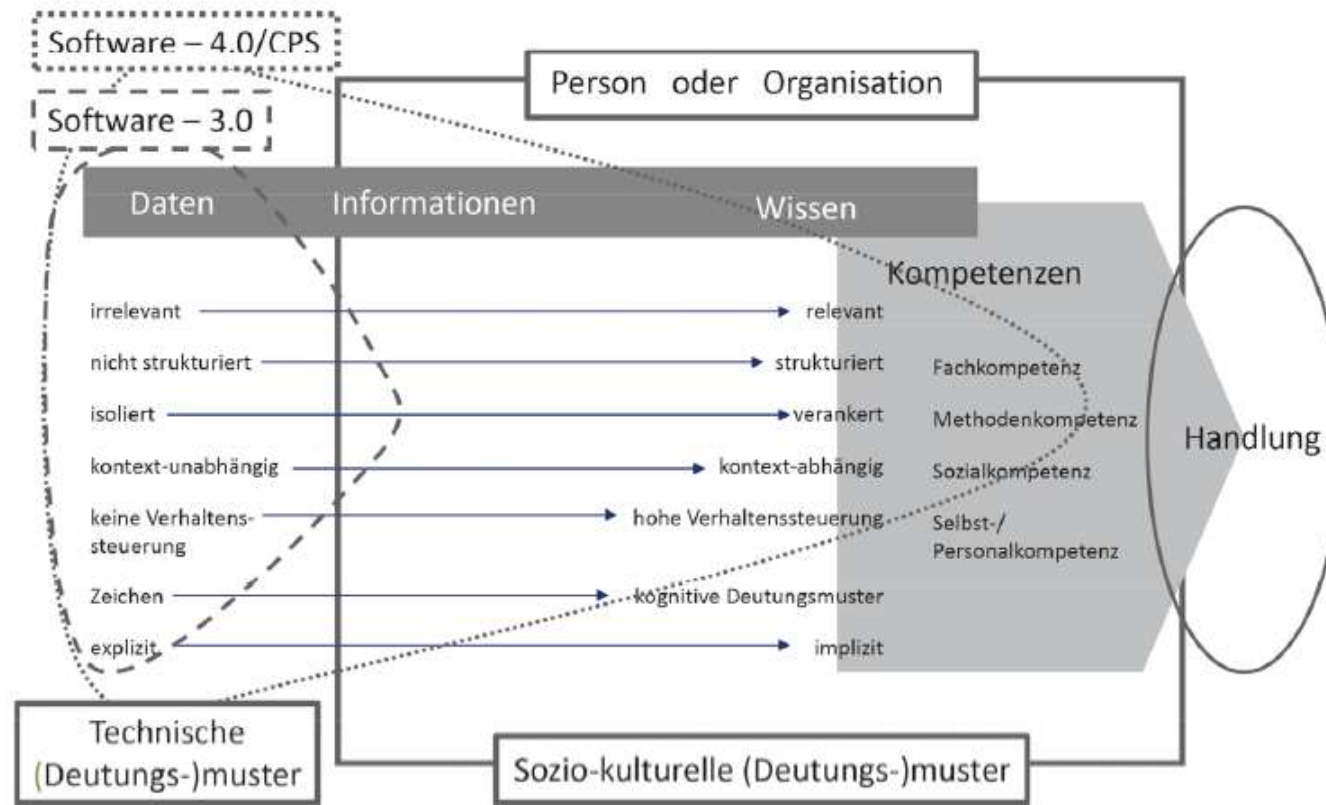 Software – 4.0/CPS
Person oder Organisation
Software – 3.0
Daten Informationen Wissen
Kompetenzen
irrelevant relevant
nicht strukturiert strukturiert Fachkompetenz
isoliert verankert Methodenkompetenz
Handlung
kontext-unabhängig kontext-abhängig Sozialkompetenz
keine Verhaltens-
steuerung
hohe Verhaltenssteuerung
Selbst-/
Personalkompetenz
Zeichen kognitive Deutungsmuster
explizit implizit
Technische
(Deutungs-)muster
Sozio-kulturelle (Deutungs-)muster